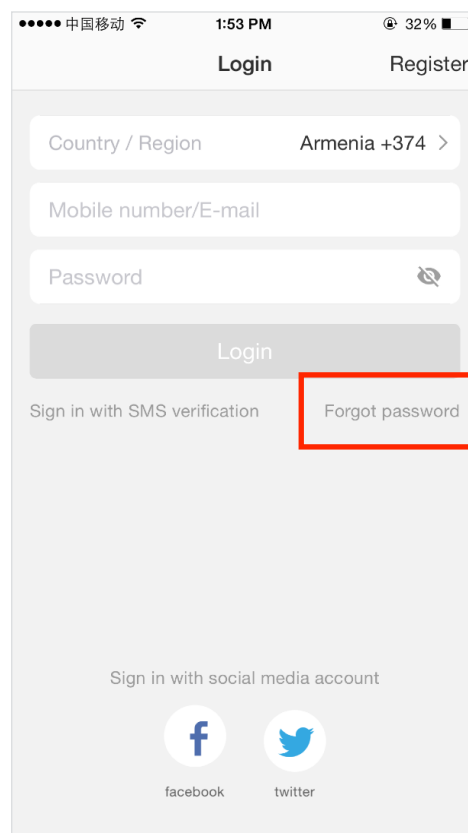 中国移动 1:53 PM 32%
Login Register
Country / Region Armenia +374
Mobile number/E-mail
Password
Login
Sign in with SMS verification Forgot password
Sign in with social media account
f
facebook twitter